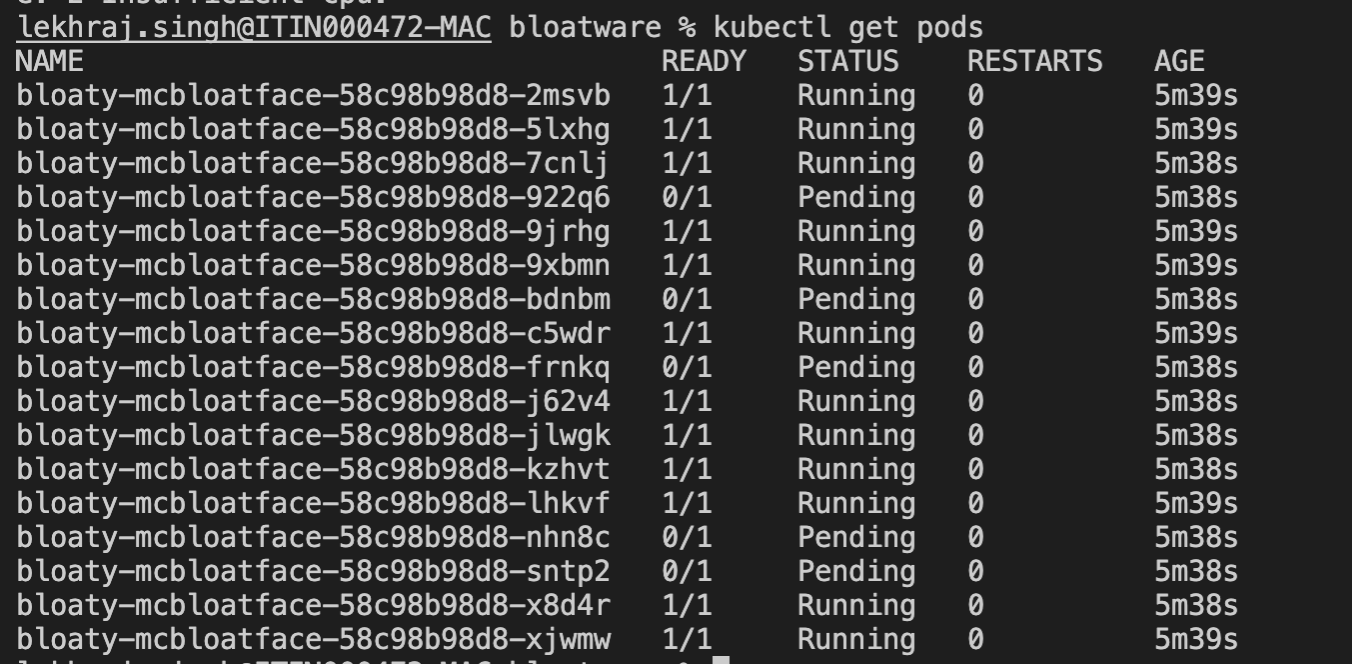 e: 2 Insufficient cpu.
lekhraj.singh@ITIN000472-MAC bloatware % kubectl get pods
NAME READY STATUS RESTARTS AGE
bloaty-mcbloatface-58c98b98d8-2msvb 1/1 Running 0 5m39s
bloaty-mcbloatface-58c98b98d8-5lxhg 1/1 Running 0 5m39s
bloaty-mcbloatface-58c98b98d8-7cnlj 1/1 Running 0 5m38s
bloaty-mcbloatface-58c98b98d8-922q6 0/1 Pending 0 5m38s
bloaty-mcbloatface-58c98b98d8-9jrhg 1/1 Running 0 5m39s
bloaty-mcbloatface-58c98b98d8-9xbmn 1/1 Running 0 5m39s
bloaty-mcbloatface-58c98b98d8-bdnbm 0/1 Pending 0 5m38s
bloaty-mcbloatface-58c98b98d8-c5wdr 1/1 Running 0 5m39s
bloaty-mcbloatface-58c98b98d8-frnkq 0/1 Pending 0 5m38s
bloaty-mcbloatface-58c98b98d8-j62v4 1/1 Running 0 5m38s
bloaty-mcbloatface-58c98b98d8-jlwgk 1/1 Running 0 5m38s
bloaty-mcbloatface-58c98b98d8-kzhvt 1/1 Running 0 5m38s
bloaty-mcbloatface-58c98b98d8-lhkvf 1/1 Running 0 5m39s
bloaty-mcbloatface-58c98b98d8-nhn8c 0/1 Pending 0 5m38s
bloaty-mcbloatface-58c98b98d8-sntp2 0/1 Pending 0 5m38s
bloaty-mcbloatface-58c98b98d8-x8d4r 1/1 Running 0 5m38s
bloaty-mcbloatface-58c98b98d8-xjwmw 1/1 Running 0 5m39s